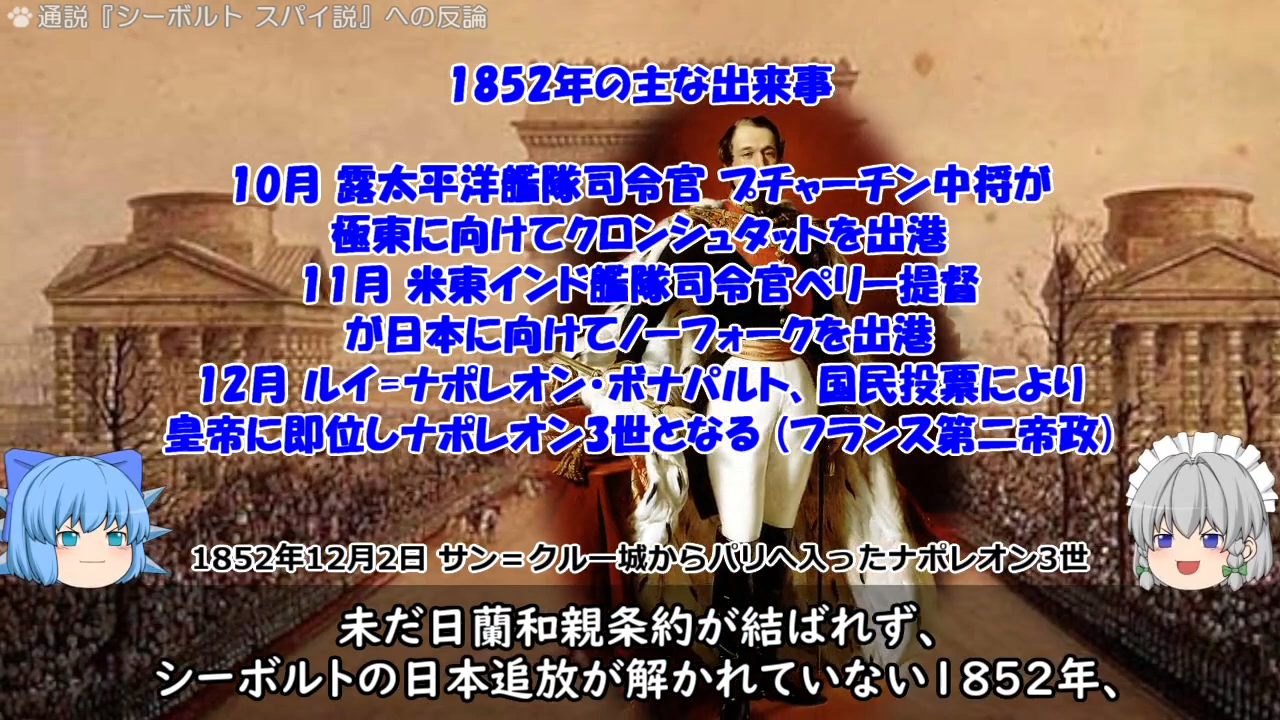 通説『シーボルト スパイ説』への反論
1852年の主な出来事
10月 露太平洋艦隊司令官 プチャーチン中将が
極東に向けてクロンシュタットを出港
11月 米東インド艦隊司令官ペリー提督
が日本に向けてノーフォークを出港
12月 ルイ=ナポレオン・ボナパルト、国民投票により
皇帝に即位しナポレオン3世となる（フランス第二帝政）
1852年12月2日 サン＝クルー城からパリへ入ったナポレオン3世
未だ日蘭和親条約が結ばれず、
シーボルトの日本追放が解かれていない1852年、